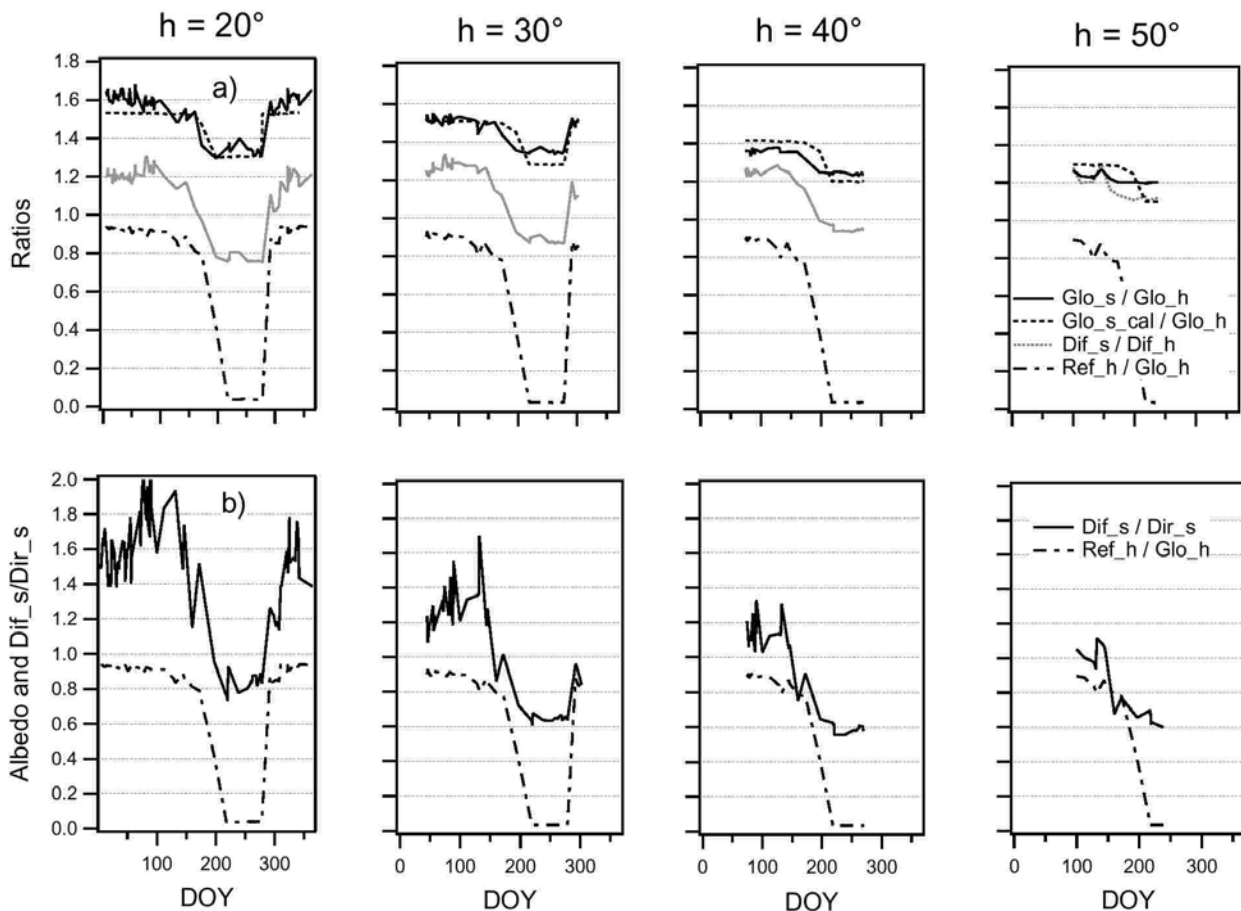 h = 20°
h = 30°
h = 40°
h = 50°
a)
Ratios
1.8
1.6
1.4
1.2
1.0
0.8
0.6
0.4
0.2
0.0
Glo_s / Glo_h
Glo_s_cal / Glo_h
Dif_s / Dif_h
Ref_h / Glo_h
b)
Albedo and Dif_s/Dir_s
2.0
1.8
1.6
1.4
1.2
1.0
0.8
0.6
0.4
0.2
0.0
Dif_s / Dir_s
Ref_h / Glo_h
100 200 300
0 100 200 300
0 100 200 300
0 100 200 300
DOY
DOY
DOY
DOY